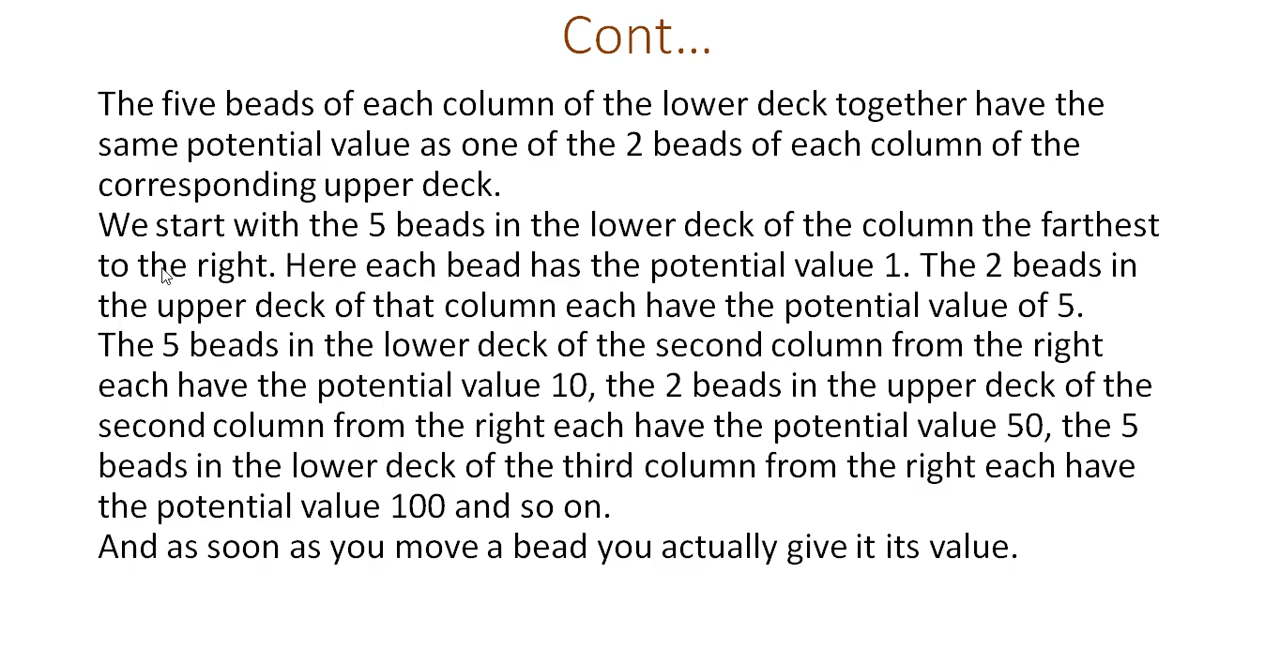 Cont...
The five beads of each column of the lower deck together have the
same potential value as one of the 2 beads of each column of the
corresponding upper deck.
We start with the 5 beads in the lower deck of the column the farthest
to the right. Here each bead has the potential value 1. The 2 beads in
the upper deck of that column each have the potential value of 5.
The 5 beads in the lower deck of the second column from the right
each have the potential value 10, the 2 beads in the upper deck of the
second column from the right each have the potential value 50, the 5
beads in the lower deck of the third column from the right each have
the potential value 100 and so on.
And as soon as you move a bead you actually give it its value.